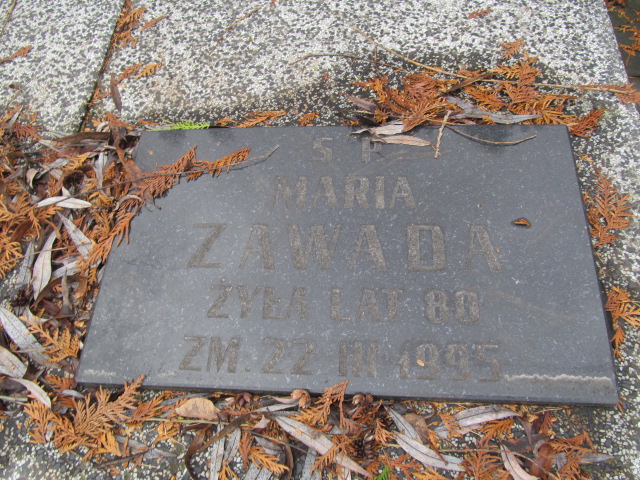 Ś P.
MARIA
ZAWADA
ŻYŁA LAT 80
ZM. 22 III 1995